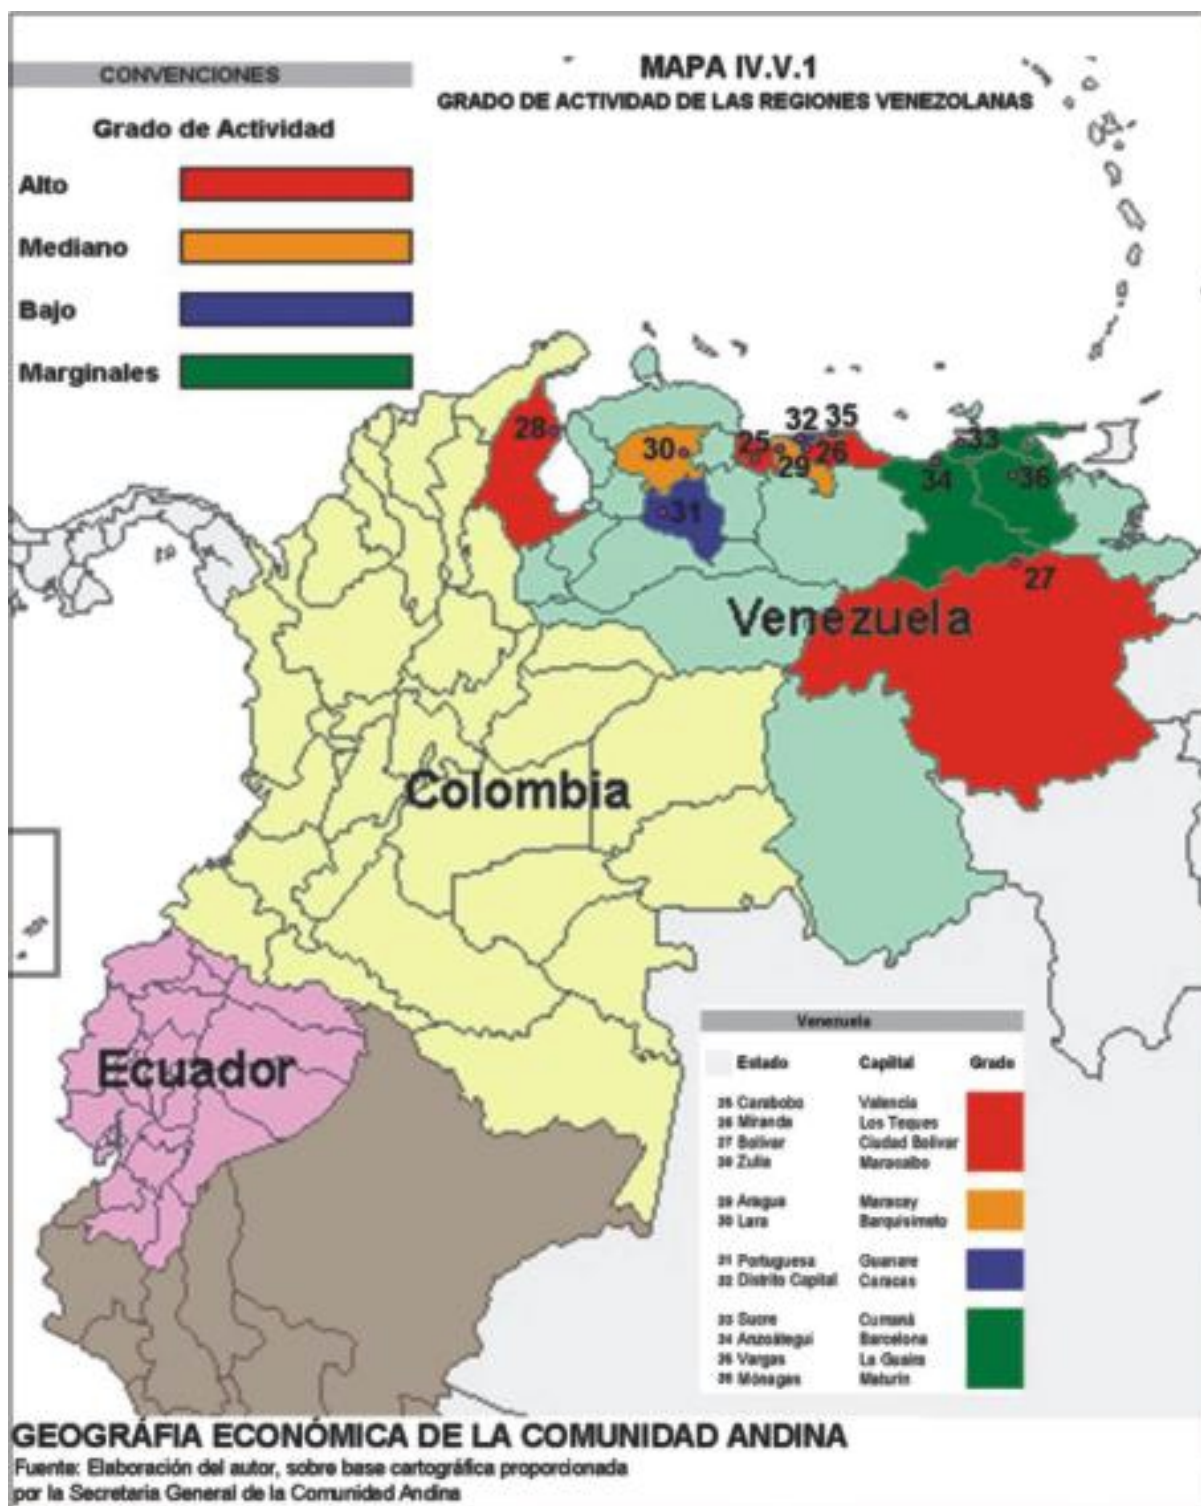 MAPA IV.V.1
GRADO DE ACTIVIDAD DE LAS REGIONES VENEZOLANAS
CONVENCIONES
Grado de Actividad
Alto
Mediano
Bajo
Marginales
28
30
31
25
29
32
26
35
33
34
36
27
Venezuela
Colombia
Ecuador
Venezuela
Estado Capiltal Grado
25 Carabobo Valencia
26 Miranda Los Teques
27 Bolívar Ciudad Bolívar
Zulia Maracaibo
29 Aragua Maracay
30 Lara Barquisimeto
31 Portuguesa Guanare
32 Distrito Capital Caracas
33 Sucre Cumaná
34 Anzoátegui Barcelona
35 Vargas La Guaira
36 Mónagas Maturín
GEOGRÁFIA ECONÓMICA DE LA COMUNIDAD ANDINA
Fuente: Elaboración del autor, sobre base cartográfica proporcionada
por la Secretaria General de la Comunidad Andina